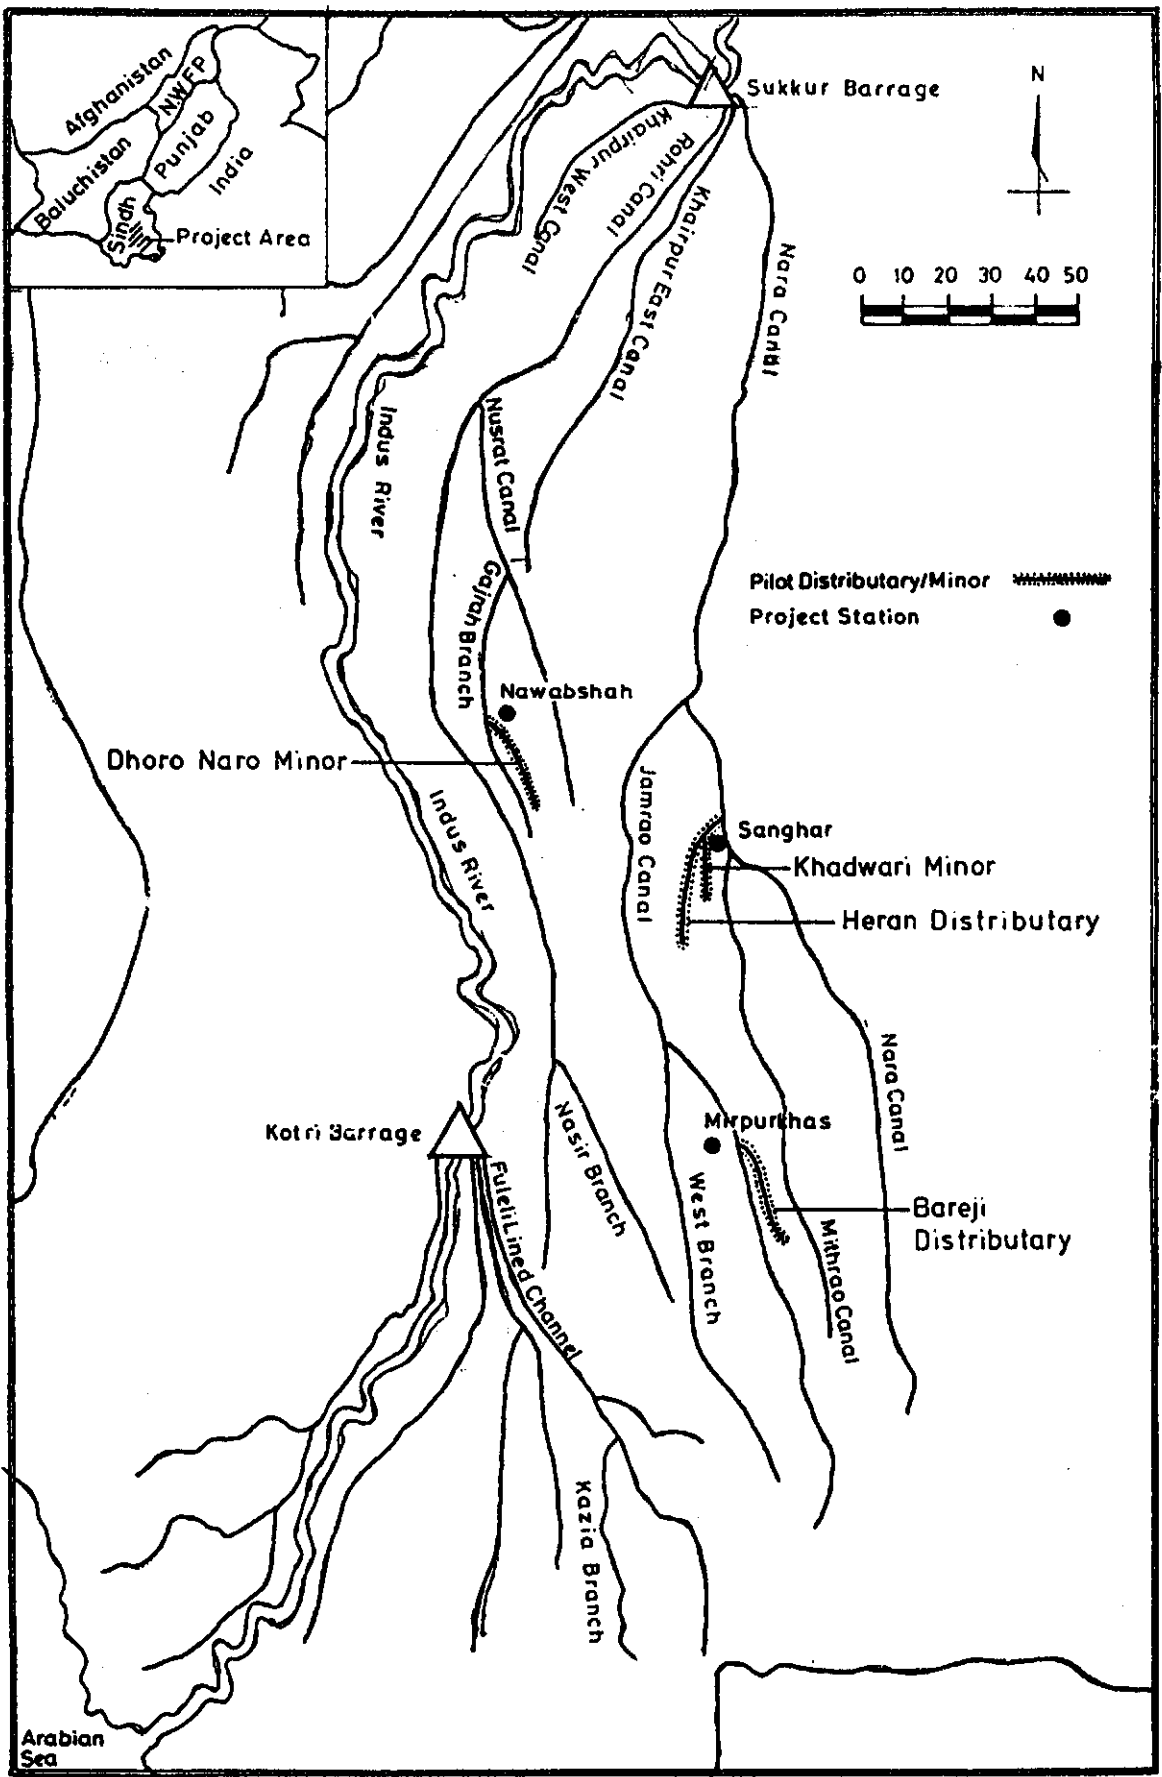 Afghanistan
NWFP
Punjab
Baluchistan
India
Sindh
Project Area
Sukkur Barrage
N
Khairpur West Canal
Rohri Canal
Khairpur East Canal
Nara Canal
0 10 20 30 40 50
Indus River
Nusrat Canal
Pilot Distributary/Minor
Project Station
Gajrah Branch
Nawabshah
Dhoro Naro Minor
Indus River
Jamrao Canal
Sanghar
Khadwari Minor
Heran Distributary
Nara Canal
Kotri Barrage
Nasir Branch
Mirpurkhas
Fuleli Lined Channel
West Branch
Bareji
Distributary
Mithrao Canal
Kazia Branch
Arabian
Sea